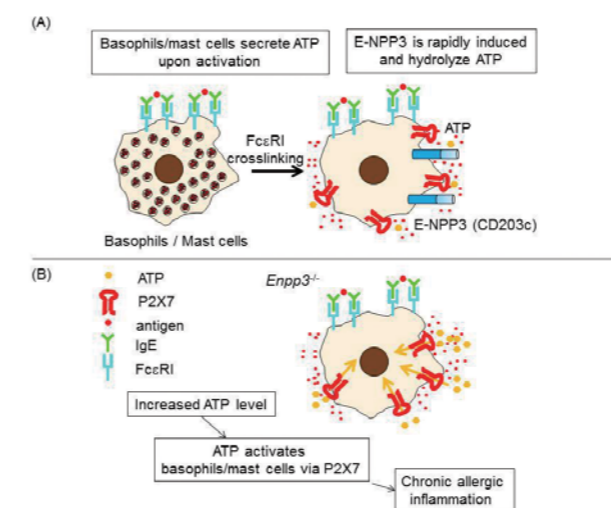 (A)
Basophils/mast cells secrete ATP
upon activation
E-NPP3 is rapidly induced
and hydrolyze ATP
FcεRI
crosslinking
ATP
E-NPP3 (CD203c)
Basophils / Mast cells
(B)
Enpp3-/-
ATP
P2X7
antigen
IgE
FcεRI
Increased ATP level
ATP activates
basophils/mast cells via P2X7
Chronic allergic
inflammation